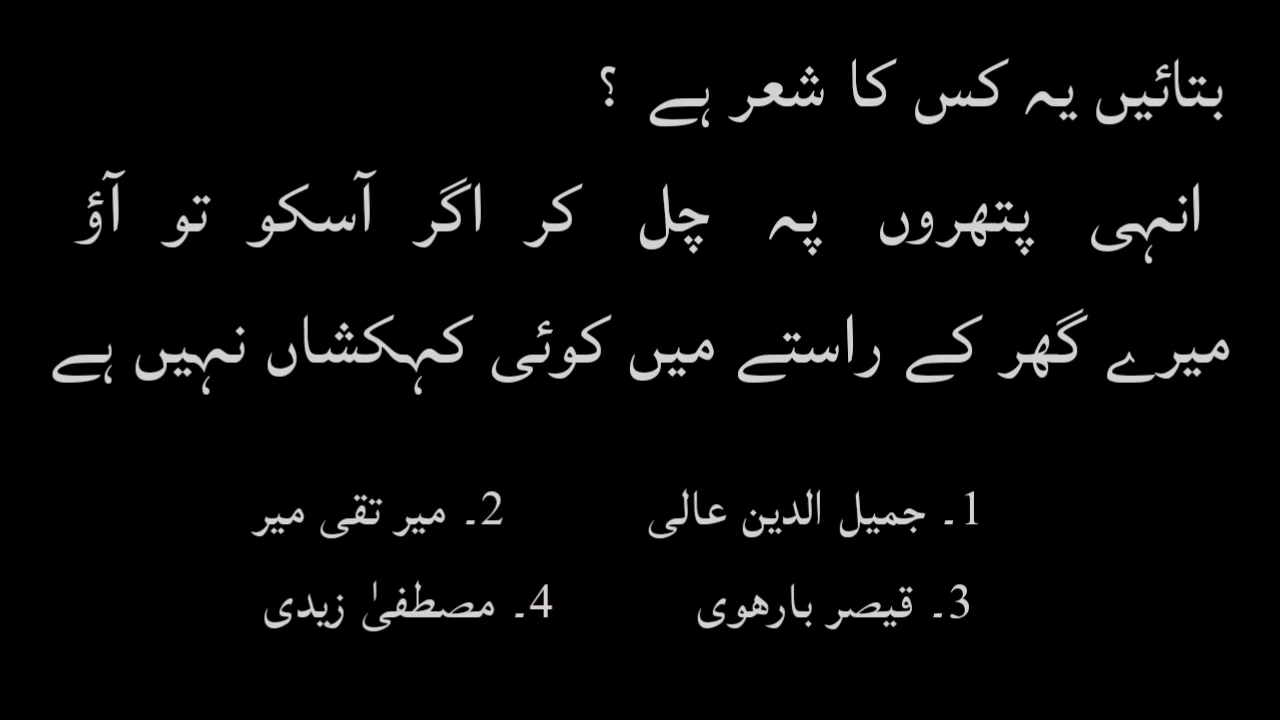 بتائیں یہ کس کا شعر ہے ؟
انہی پتھروں پہ چل کر اگر آسکو تو آؤ
میرے گھر کے راستے میں کوئی کہکشاں نہیں ہے
1۔ جمیل الدین عالی 2۔ میر تقی میر
3۔ قیصر بارھوی 4۔ مصطفیٰ زیدی